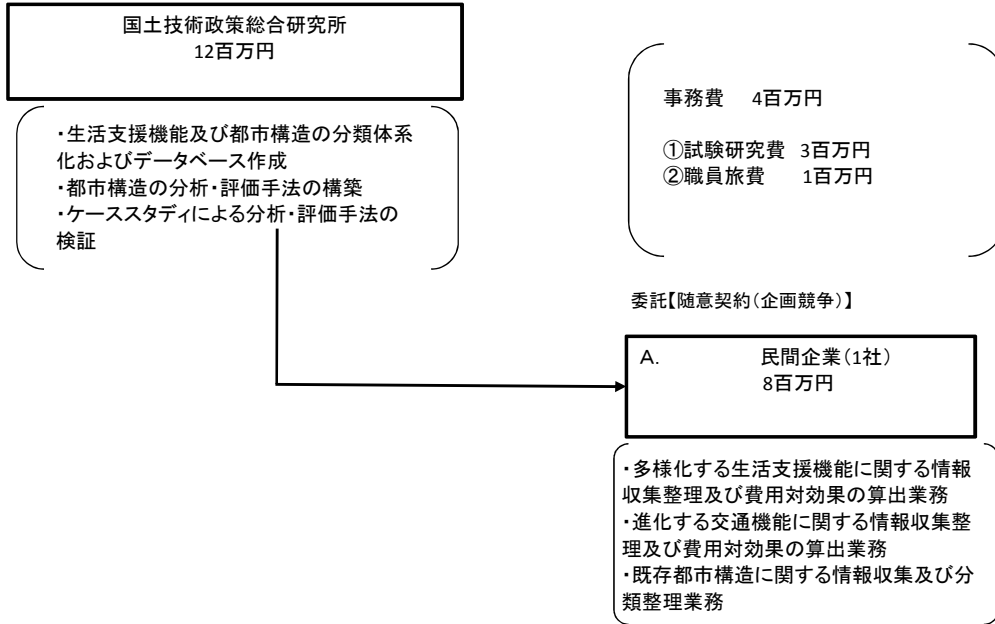 国土技術政策総合研究所
12百万円
・生活支援機能及び都市構造の分類体系
化およびデータベース作成
・都市構造の分析・評価手法の構築
・ケーススタディによる分析・評価手法の
検証
事務費 4百万円
①試験研究費 3百万円
②職員旅費 1百万円
委託【随意契約(企画競争)】
A. 民間企業(1社)
8百万円
・多様化する生活支援機能に関する情報
収集整理及び費用対効果の算出業務
・進化する交通機能に関する情報収集整
理及び費用対効果の算出業務
・既存都市構造に関する情報収集及び分
類整理業務